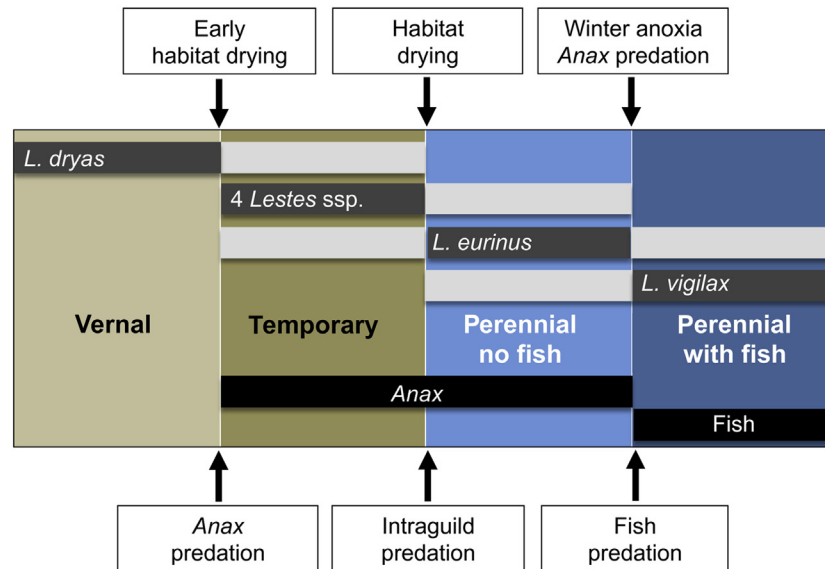 Early
habitat drying
Habitat
drying
Winter anoxia
Anax predation
L. dryas
4 Lestes ssp.
L. eurinus
L. vigilax
Vernal
Temporary
Perennial
no fish
Perennial
with fish
Anax
Fish
Anax
predation
Intraguild
predation
Fish
predation